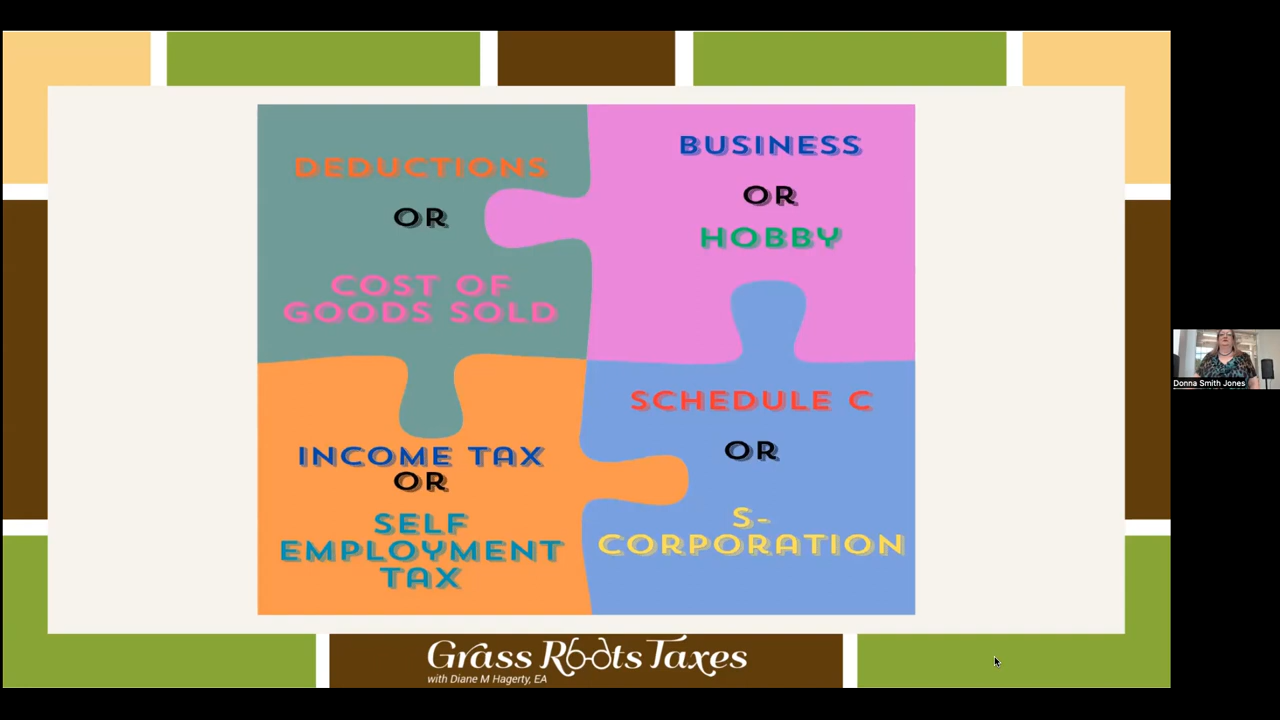 DEDUCTIONS
OR
COST OF
GOODS SOLD
BUSINESS
OR
HOBBY
INCOME TAX
OR
SELF
EMPLOYMENT
TAX
SCHEDULE C
OR
S-
CORPORATION
Grass Roots Taxes
with Diane M Hagerty, EA
Donna Smith Jones